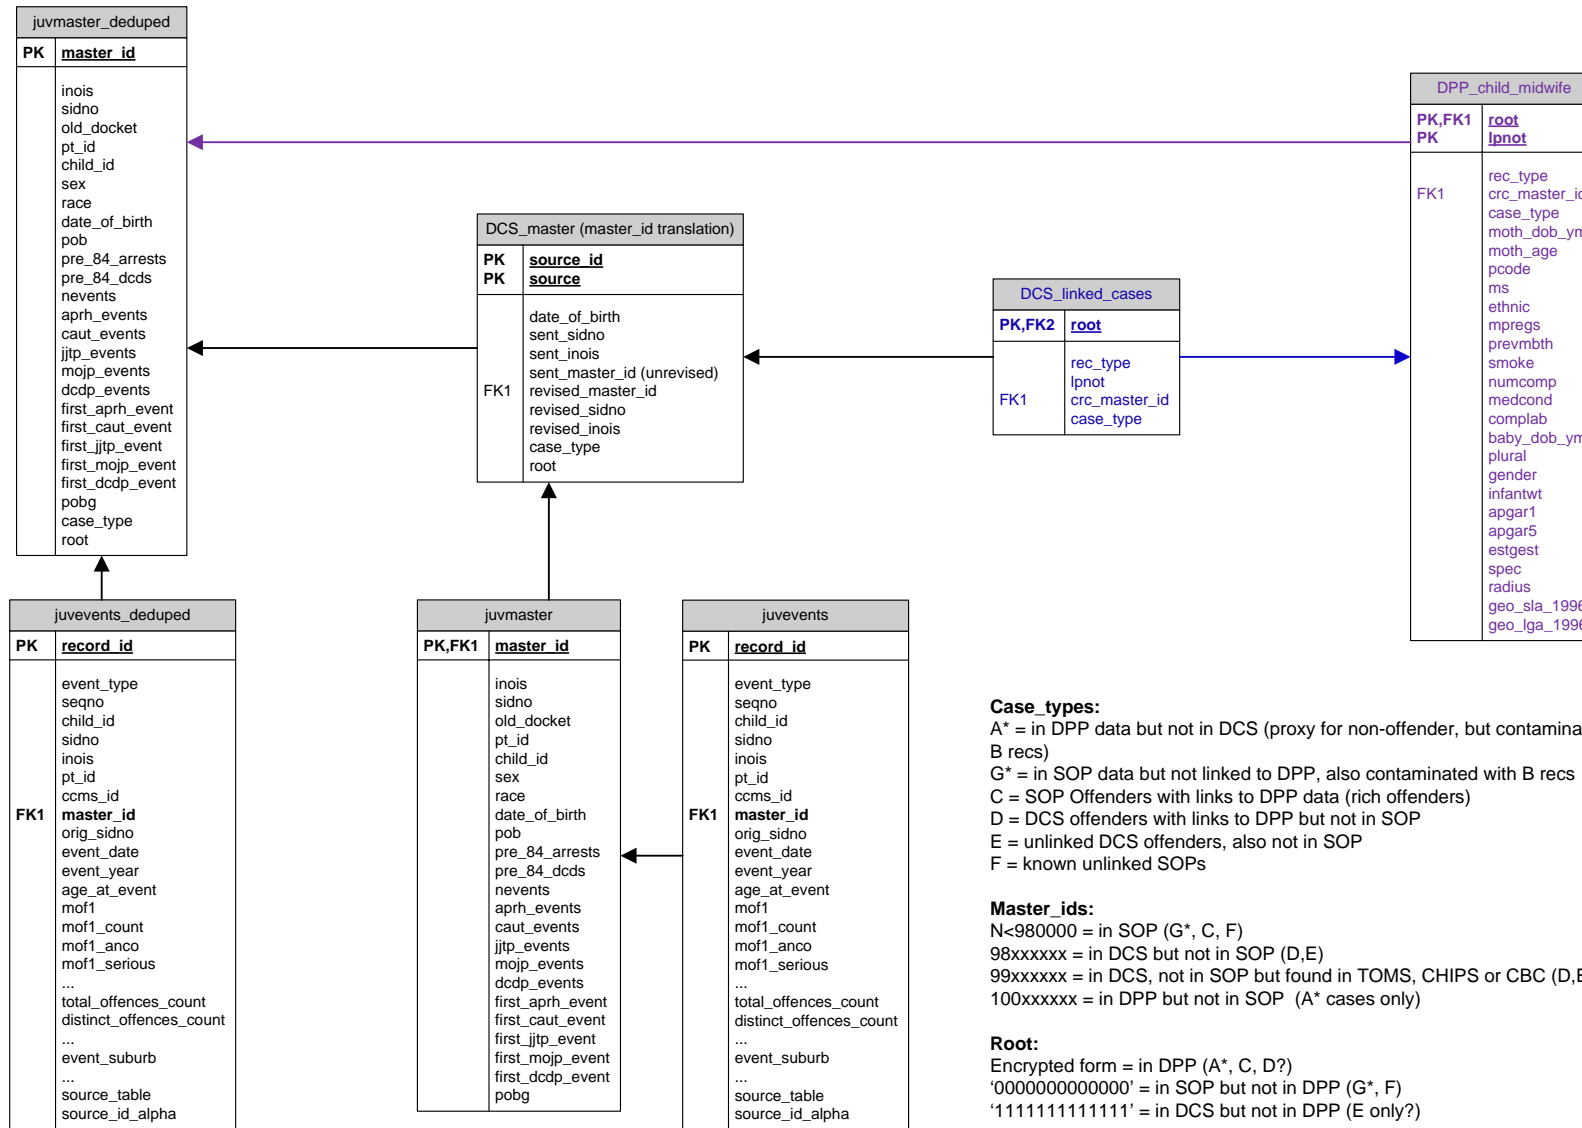 juvmaster_deduped
PK master_id
inois
sidno
old_docket
pt_id
child_id
sex
race
date_of_birth
pob
pre_84_arrests
pre_84_dcds
nevents
aprh_events
caut_events
jjtp_events
mojp_events
dcdp_events
first_aprh_event
first_caut_event
first_jjtp_event
first_mojp_event
first_dcdp_event
pobg
case_type
root
DCS_master (master_id translation)
PK source_id
PK source
date_of_birth
sent_sidno
sent_inois
sent_master_id (unrevised)
FK1 revised_master_id
revised_sidno
revised_inois
case_type
root
DCS_linked_cases
PK,FK2 root
rec_type
lpnot
FK1 crc_master_id
case_type
DPP_child_midwife
PK,FK1 root
PK lpnot
rec_type
FK1 crc_master_id
case_type
moth_dob_ym
moth_age
pcode
ms
ethnic
mpregs
prevmbth
smoke
numcomp
medcond
complab
baby_dob_ym
plural
gender
infantwt
apgar1
apgar5
estgest
spec
radius
geo_sla_1996
geo_lga_1996
juvevents_deduped
PK record_id
event_type
seqno
child_id
sidno
inois
pt_id
ccms_id
FK1 master_id
orig_sidno
event_date
event_year
age_at_event
mof1
mof1_count
mof1_anco
mof1_serious
...
total_offences_count
distinct_offences_count
...
event_suburb
...
source_table
source_id_alpha
juvmaster
PK,FK1 master_id
inois
sidno
old_docket
pt_id
child_id
sex
race
date_of_birth
pob
pre_84_arrests
pre_84_dcds
nevents
aprh_events
caut_events
jjtp_events
mojp_events
dcdp_events
first_aprh_event
first_caut_event
first_jjtp_event
first_mojp_event
first_dcdp_event
pobg
juvevents
PK record_id
event_type
seqno
child_id
sidno
inois
pt_id
ccms_id
FK1 master_id
orig_sidno
event_date
event_year
age_at_event
mof1
mof1_count
mof1_anco
mof1_serious
...
total_offences_count
distinct_offences_count
...
event_suburb
...
source_table
source_id_alpha
Case_types:
A* = in DPP data but not in DCS (proxy for non-offender, but contamina
B recs)
G* = in SOP data but not linked to DPP, also contaminated with B recs
C = SOP Offenders with links to DPP data (rich offenders)
D = DCS offenders with links to DPP but not in SOP
E = unlinked DCS offenders, also not in SOP
F = known unlinked SOPs
Master_ids:
N<980000 = in SOP (G*, C, F)
98xxxxxx = in DCS but not in SOP (D,E)
99xxxxxx = in DCS, not in SOP but found in TOMS, CHIPS or CBC (D,E
100xxxxxx = in DPP but not in SOP (A* cases only)
Root:
Encrypted form = in DPP (A*, C, D?)
‘0000000000000’ = in SOP but not in DPP (G*, F)
‘1111111111111’ = in DCS but not in DPP (E only?)